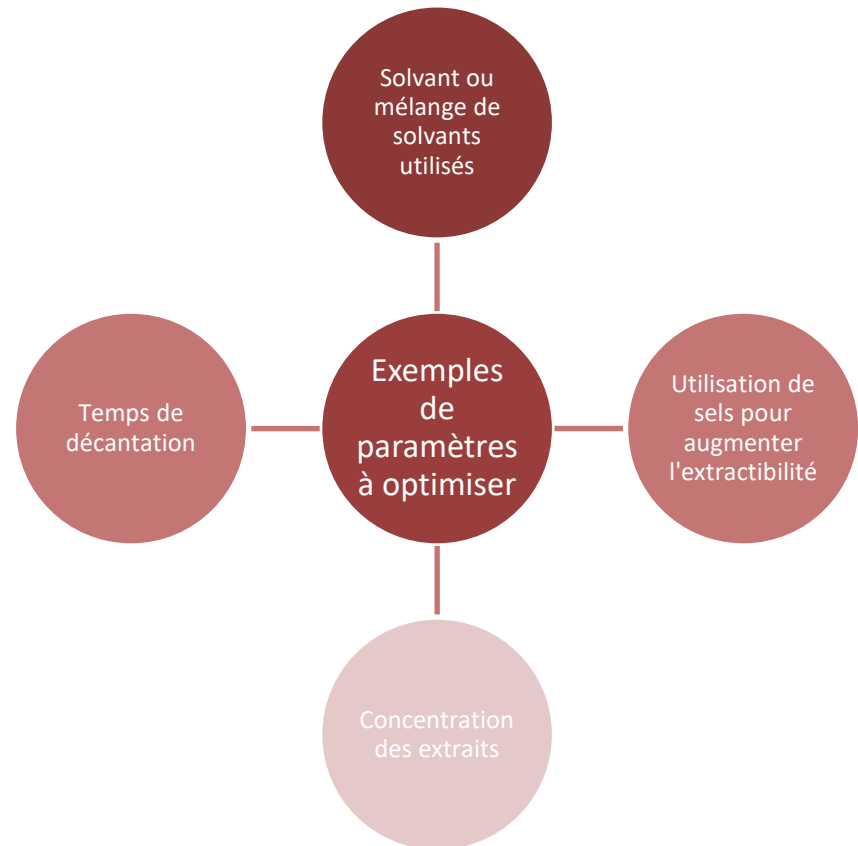 Solvant ou
mélange de
solvants
utilisés
Temps de
décantation
Exemples
de
paramètres
à optimiser
Utilisation de
sels pour
augmenter
l'extractibilité
Concentration
des extraits